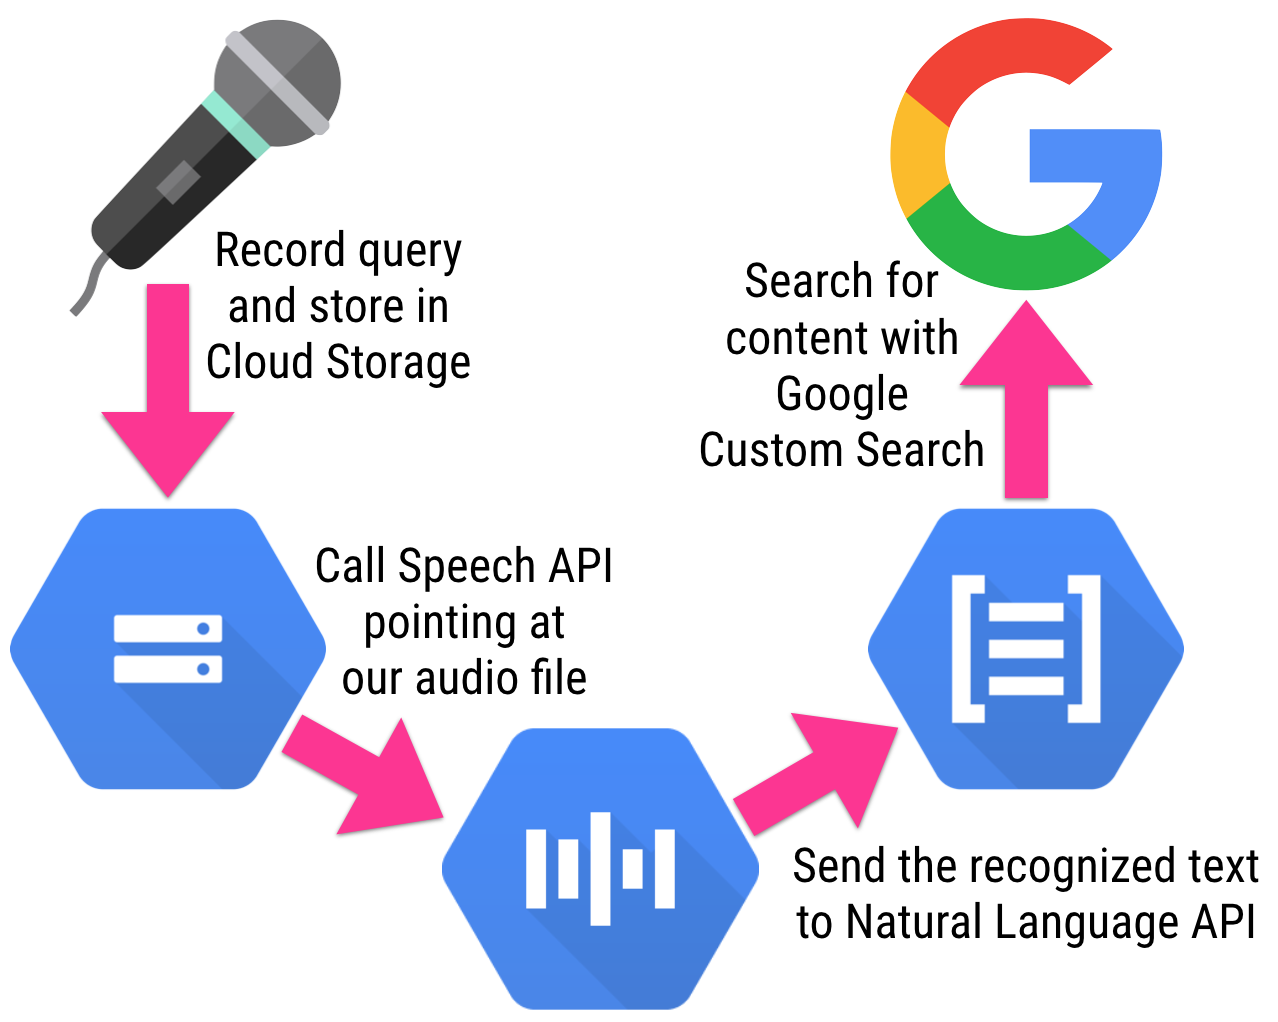 Record query
and store in
Cloud Storage
Call Speech API
pointing at
our audio file
Send the recognized text
to Natural Language API
Search for
content with
Google
Custom Search